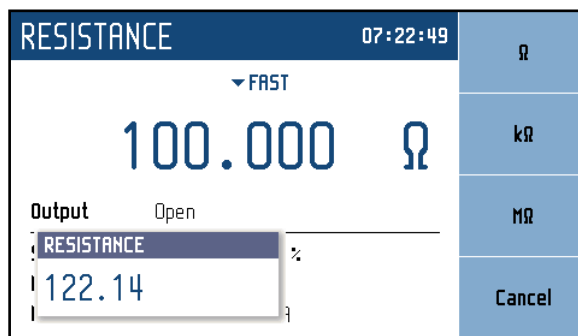 RESISTANCE 07:22:49
FAST
100.000 Ω
Output Open
RESISTANCE
%
122.14
Ω
kΩ
MΩ
Cancel